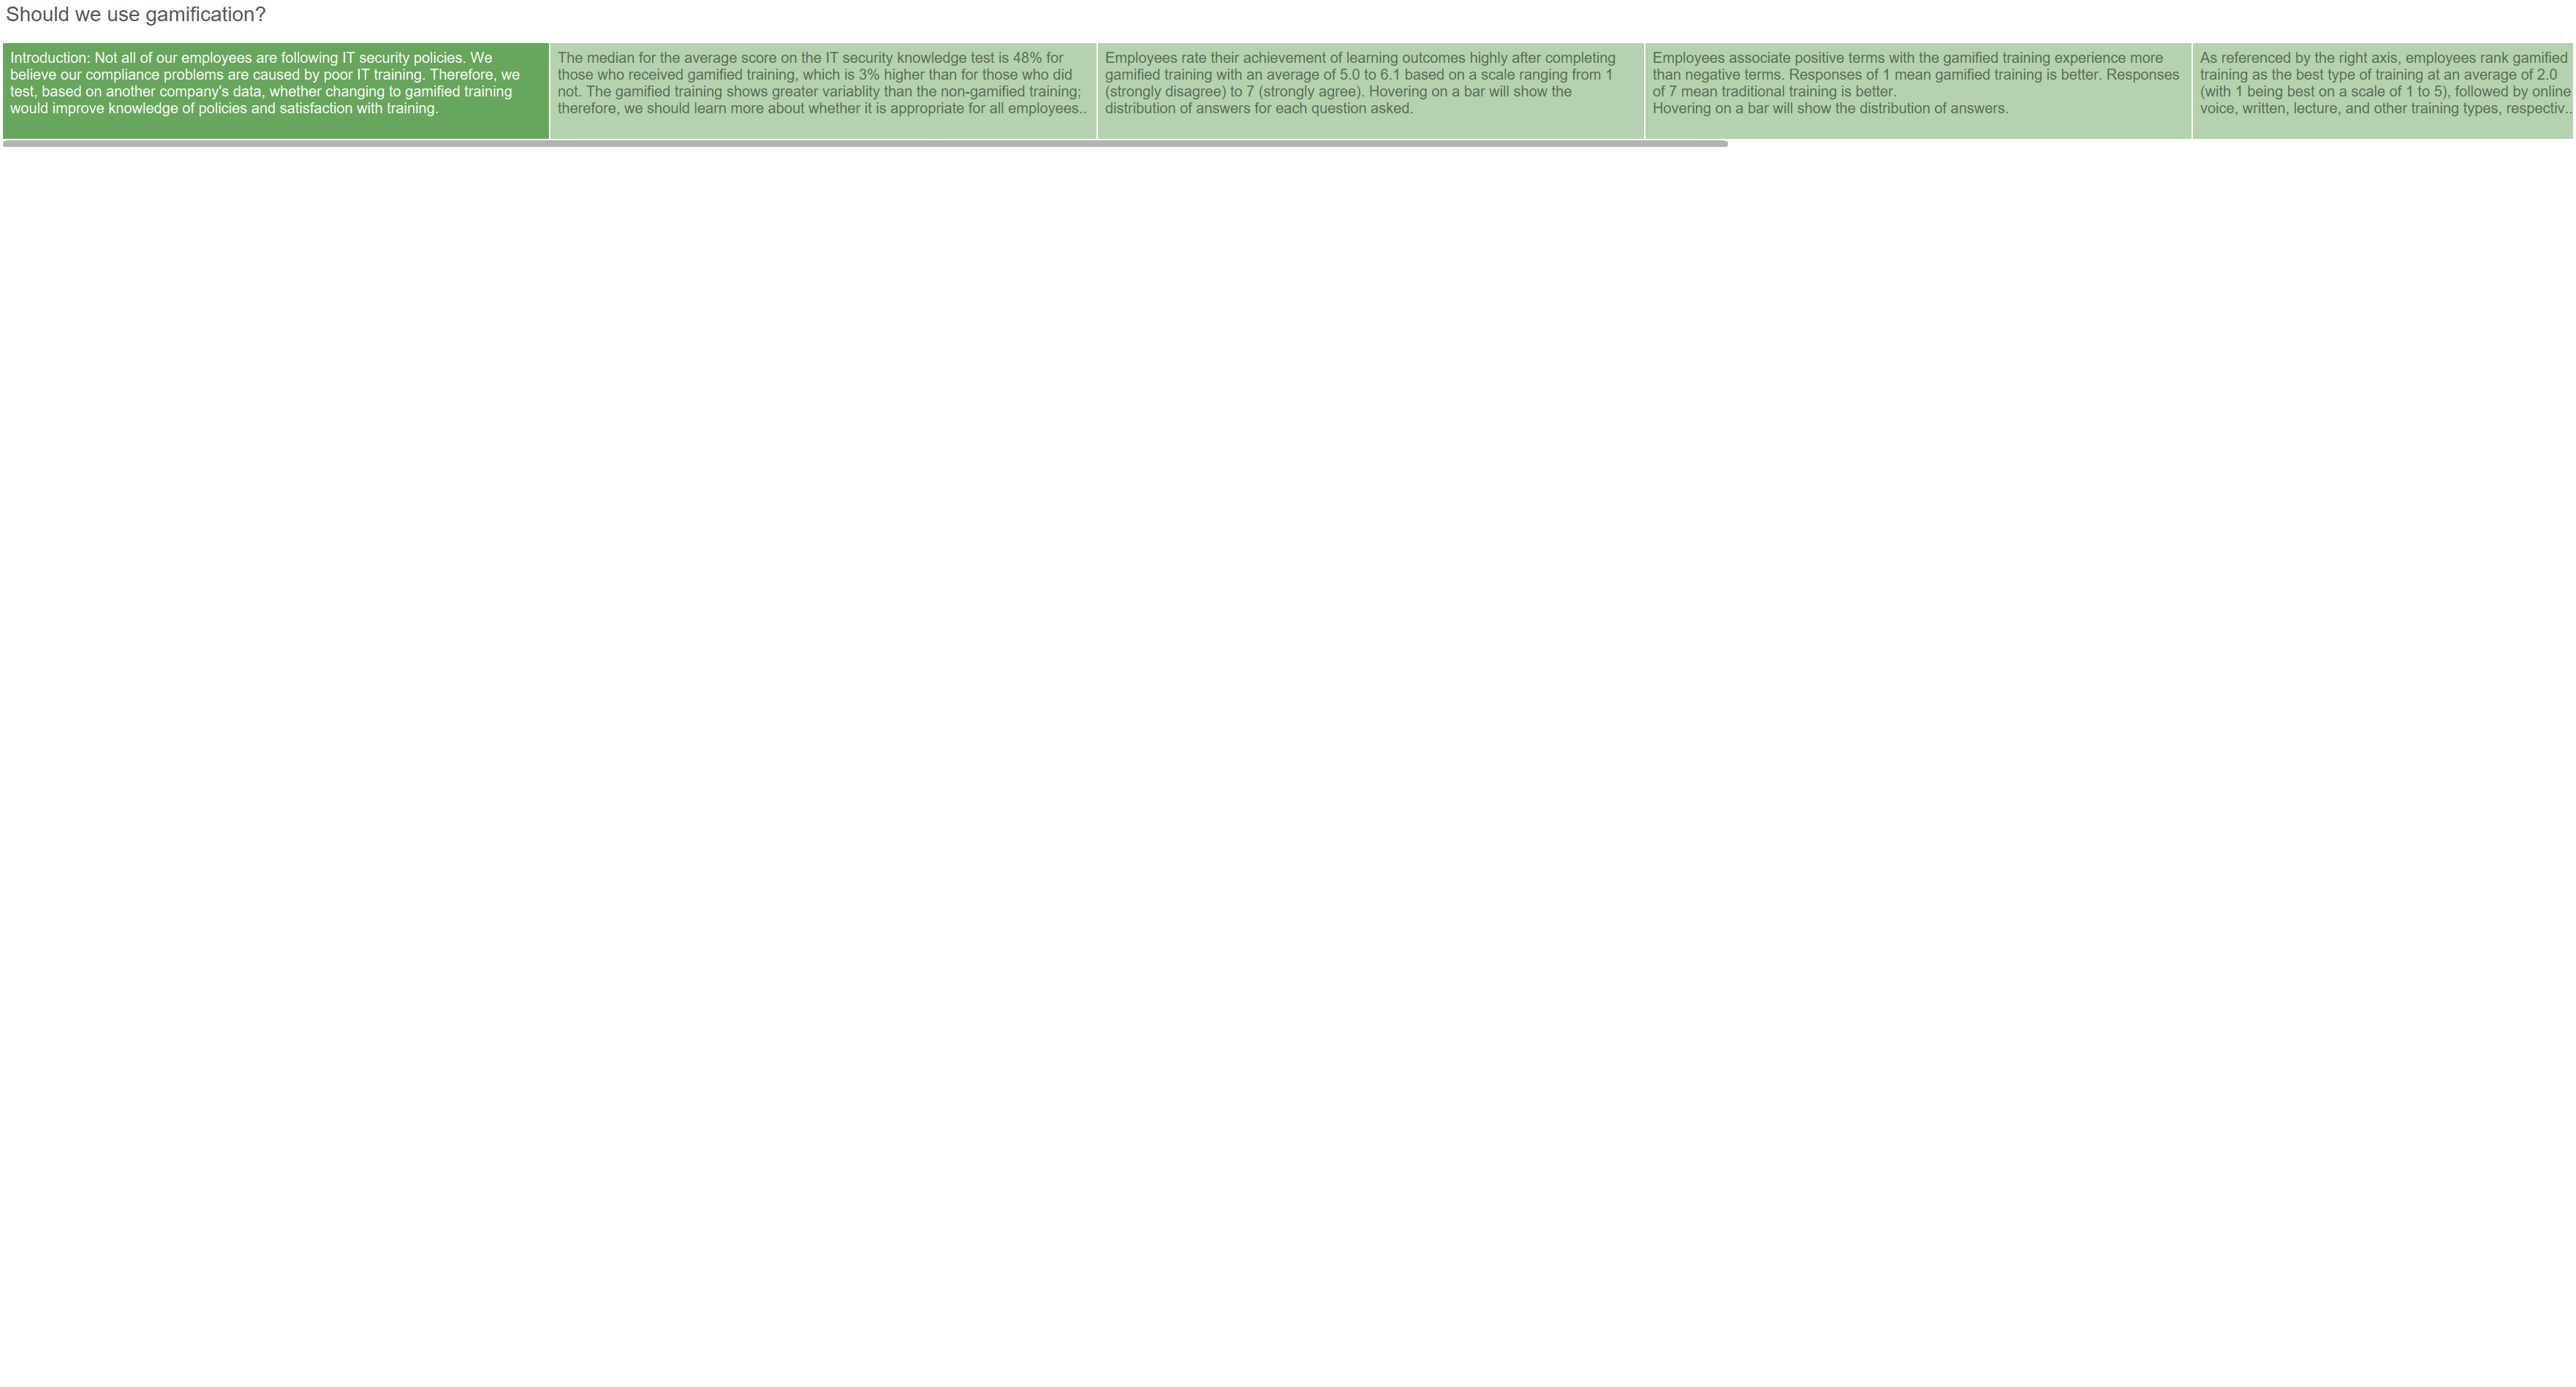 Should we use gamification?
Introduction: Not all of our employees are following IT security policies. We
believe our compliance problems are caused by poor IT training. Therefore, we
test, based on another company's data, whether changing to gamified training
would improve knowledge of policies and satisfaction with training.
The median for the average score on the IT security knowledge test is 48% for
those who received gamified training, which is 3% higher than for those who did
not. The gamified training shows greater variablity than the non-gamified training;
therefore, we should learn more about whether it is appropriate for all employees..
Employees rate their achievement of learning outcomes highly after completing
gamified training with an average of 5.0 to 6.1 based on a scale ranging from 1
(strongly disagree) to 7 (strongly agree). Hovering on a bar will show the
distribution of answers for each question asked.
Employees associate positive terms with the gamified training experience more
than negative terms. Responses of 1 mean gamified training is better. Responses
of 7 mean traditional training is better.
Hovering on a bar will show the distribution of answers.
As referenced by the right axis, employees rank gamified
training as the best type of training at an average of 2.0
(with 1 being best on a scale of 1 to 5), followed by online
voice, written, lecture, and other training types, respectiv..